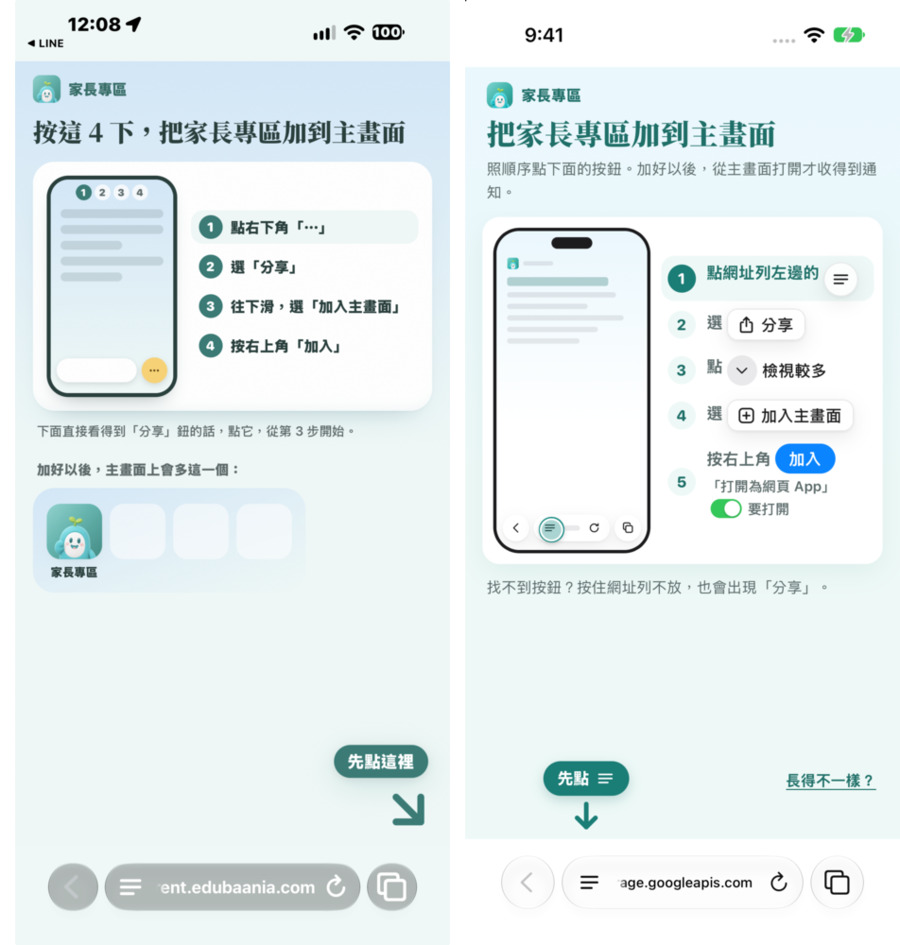 12:08
100
◀ LINE
家長專區
按這 4 下，把家長專區加到主畫面
1 2 3 4
1 點右下角「⋯」
2 選「分享」
3 往下滑，選「加入主畫面」
4 按右上角「加入」
下面直接看得到「分享」鈕的話，點它，從第 3 步開始。
加好以後，主畫面上會多這一個：
家長專區
先點這裡
ent.edubaania.com
9:41
家長專區
把家長專區加到主畫面
照順序點下面的按鈕。加好以後，從主畫面打開才收得到通
知。
1 點網址列左邊的
2 選 分享
3 點 檢視較多
4 選 加入主畫面
5 按右上角 加入
「打開為網頁 App」
要打開
找不到按鈕？按住網址列不放，也會出現「分享」。
先點
長得不一樣？
age.googleapis.com